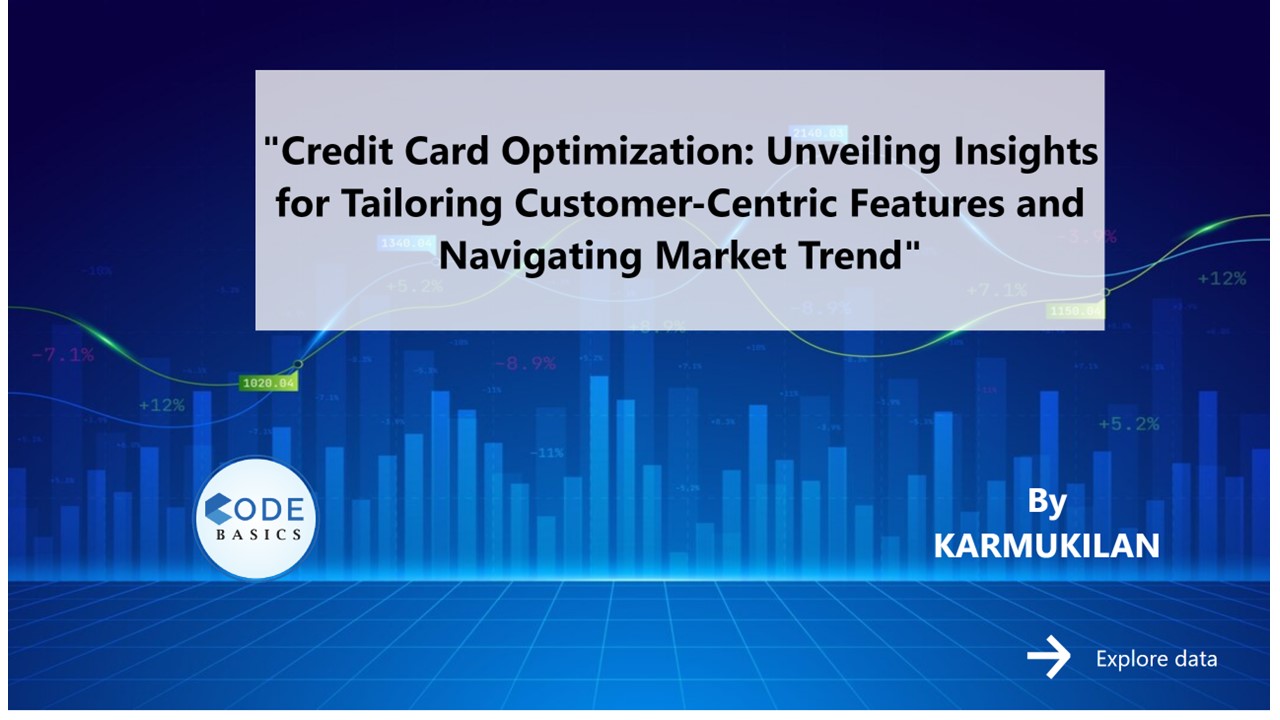 "Credit Card Optimization: Unveiling Insights
for Tailoring Customer-Centric Features and
Navigating Market Trend"
2140.03
1340.04
-3.9%
+5.2%
+7.1%
-8.9%
+8.9%
1150.04
+12%
-10%
-7.1%
-8.9%
1020.04
+12%
+5.2%
-11%
CODE
BASICS
By
KARMUKILAN
Explore data